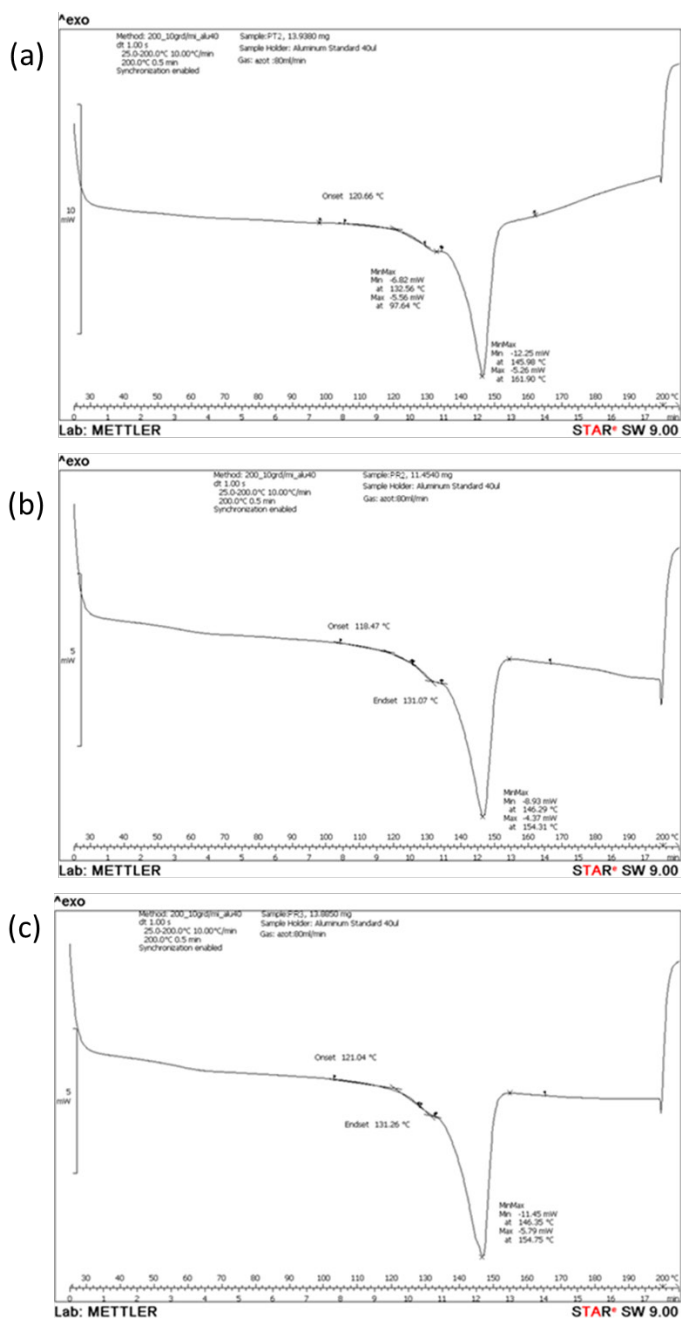 (a)
^exo
Method: 200_10grd/mi_alu40
dt 1.00 s
25.0-200.0°C 10.00°C/min
200.0°C 0.5 min
Synchronization enabled
Sample:PT2, 13.9380 mg
Sample Holder: Aluminum Standard 40ul
Gas: azot :80ml/min
Onset 120.66 °C
10
mW
MinMax
Min -6.82 mW
at 132.56 °C
Max -5.56 mW
at 97.64 °C
MinMax
Min -12.25 mW
at 145.98 °C
Max -5.26 mW
at 161.90 °C
30 40 50 60 70 80 90 100 110 120 130 140 150 160 170 180 190 200 °C
0 1 2 3 4 5 6 7 8 9 10 11 12 13 14 15 16 17 min
Lab: METTLER
STARe SW 9.00
(b)
^exo
Method: 200_10grd/mi_alu40
dt 1.00 s
25.0-200.0°C 10.00°C/min
200.0°C 0.5 min
Synchronization enabled
Sample:PR2, 11.4540 mg
Sample Holder: Aluminum Standard 40ul
Gas: azot:80ml/min
Onset 118.47 °C
5
mW
Endset 131.07 °C
MinMax
Min -8.93 mW
at 146.29 °C
Max -4.37 mW
at 154.31 °C
30 40 50 60 70 80 90 100 110 120 130 140 150 160 170 180 190 200 °C
0 1 2 3 4 5 6 7 8 9 10 11 12 13 14 15 16 17 min
Lab: METTLER
STARe SW 9.00
(c)
^exo
Method: 200_10grd/mi_alu40
dt 1.00 s
25.0-200.0°C 10.00°C/min
200.0°C 0.5 min
Synchronization enabled
Sample:PR3, 13.8850 mg
Sample Holder: Aluminum Standard 40ul
Gas: azot:80ml/min
Onset 121.04 °C
5
mW
Endset 131.26 °C
MinMax
Min -11.45 mW
at 146.35 °C
Max -5.79 mW
at 154.75 °C
30 40 50 60 70 80 90 100 110 120 130 140 150 160 170 180 190 200 °C
0 1 2 3 4 5 6 7 8 9 10 11 12 13 14 15 16 17 min
Lab: METTLER
STARe SW 9.00